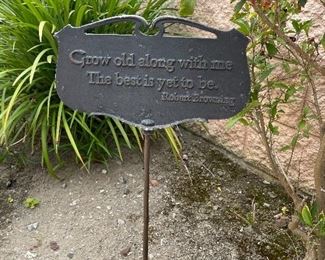 Grow old along with me
The best is yet to be.
Robert Browning